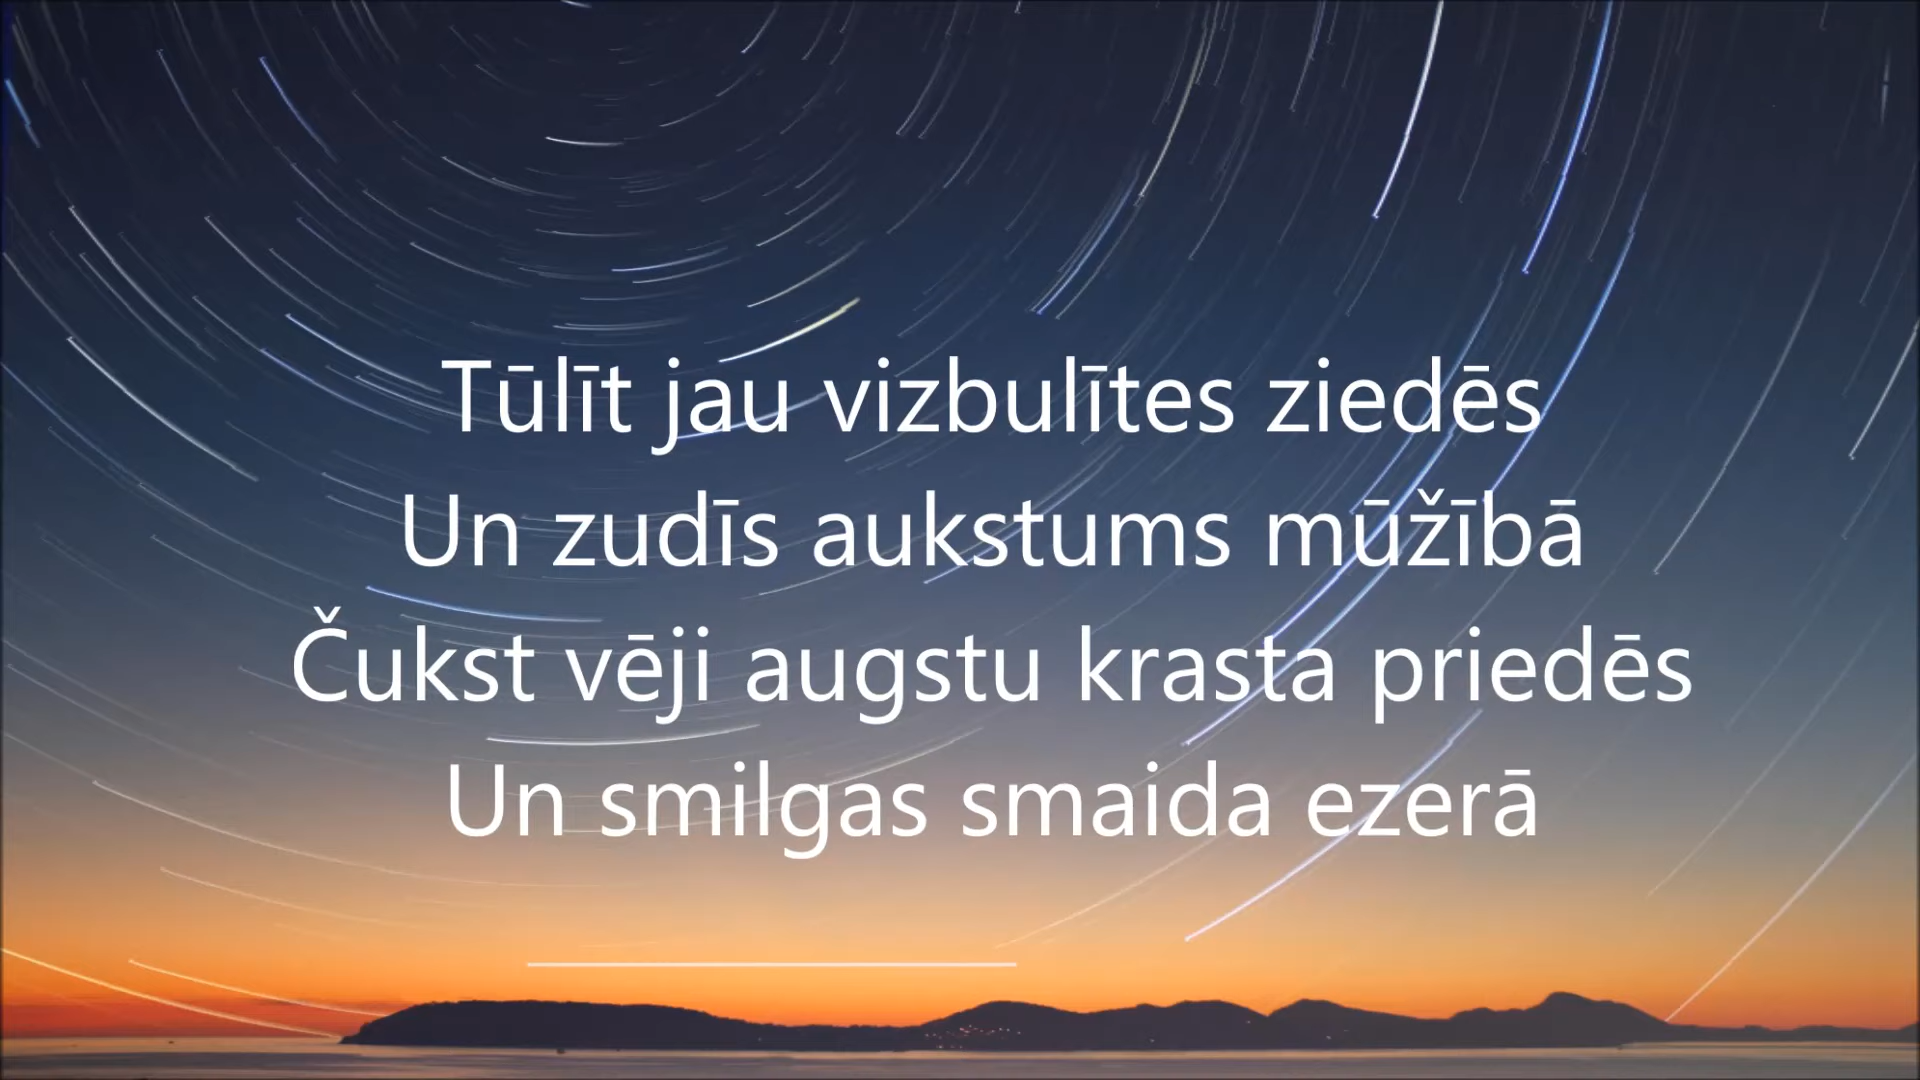 Tūlīt jau vizbulītes ziedēs
Un zudīs aukstums mūžībā
Čukst vēji augstu krasta priedēs
Un smilgas smaida ezerā